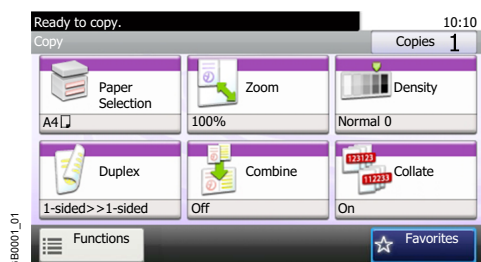 Ready to copy. 10:10
Copy Copies 1
Paper Selection Zoom Density
A4 100% Normal 0
Duplex Combine 123123 112233 Collate
1-sided>>1-sided Off On
Functions Favorites
B0001_01